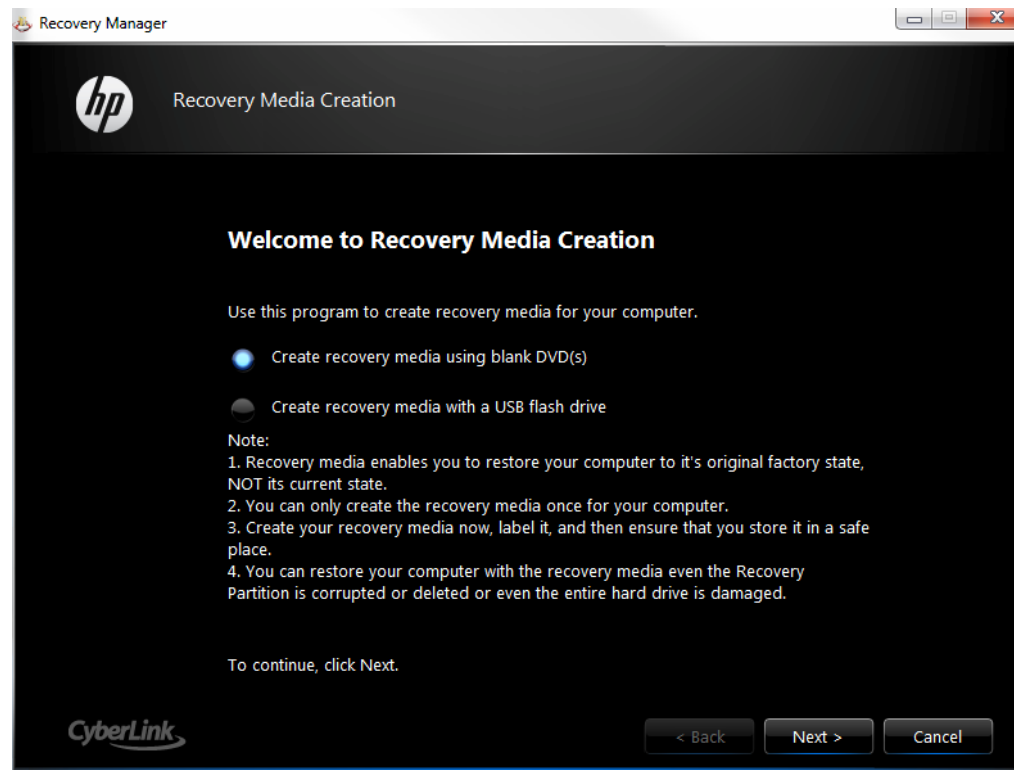 Recovery Manager
hp
Recovery Media Creation
Welcome to Recovery Media Creation
Use this program to create recovery media for your computer.
Create recovery media using blank DVD(s)
Create recovery media with a USB flash drive
Note:
1. Recovery media enables you to restore your computer to it's original factory state,
NOT its current state.
2. You can only create the recovery media once for your computer.
3. Create your recovery media now, label it, and then ensure that you store it in a safe
place.
4. You can restore your computer with the recovery media even the Recovery
Partition is corrupted or deleted or even the entire hard drive is damaged.
To continue, click Next.
CyberLink
< Back Next > Cancel